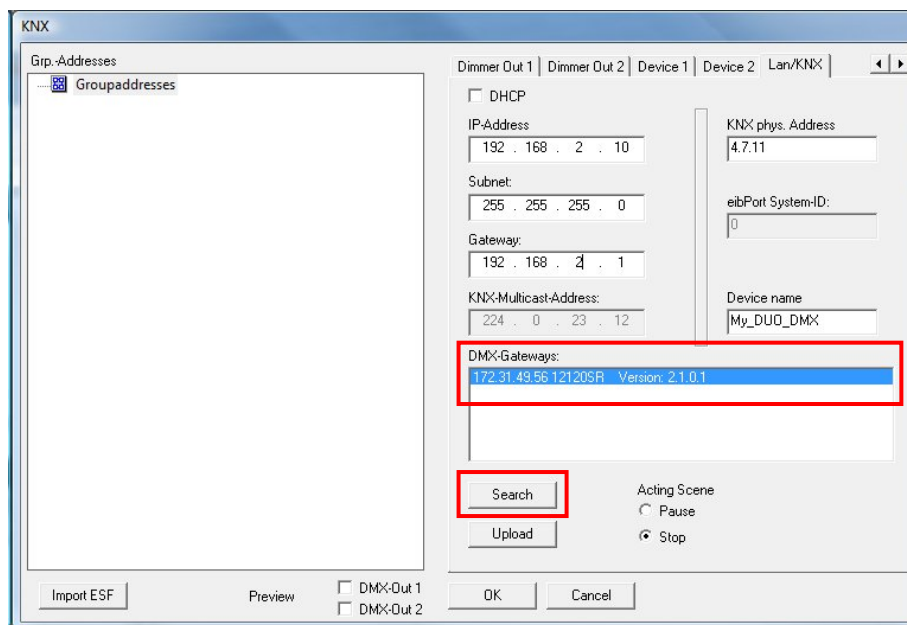 KNX
Grp.-Addresses
Groupaddresses
Dimmer Out 1 Dimmer Out 2 Device 1 Device 2 Lan/KNX
DHCP
IP-Address
192 . 168 . 2 . 10
KNX phys. Address
4.7.11
Subnet:
255 . 255 . 255 . 0
eibPort System-ID:
0
Gateway:
192 . 168 . 2 . 1
KNX-Multicast-Address:
224 . 0 . 23 . 12
Device name
My_DUO_DMX
DMX-Gateways:
172.31.49.56 12120SR Version: 2.1.0.1
Search
Upload
Acting Scene
Pause
Stop
Import ESF
Preview
DMX-Out 1
DMX-Out 2
OK
Cancel